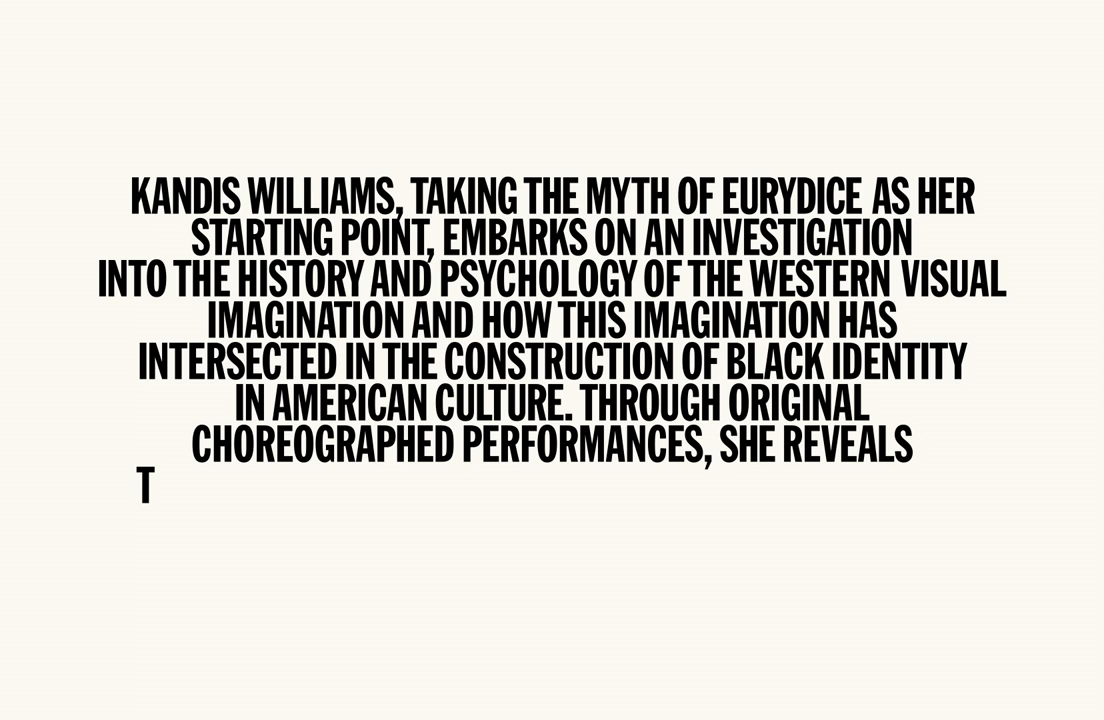 KANDIS WILLIAMS, TAKING THE MYTH OF EURYDICE AS HER
STARTING POINT, EMBARKS ON AN INVESTIGATION
INTO THE HISTORY AND PSYCHOLOGY OF THE WESTERN VISUAL
IMAGINATION AND HOW THIS IMAGINATION HAS
INTERSECTED IN THE CONSTRUCTION OF BLACK IDENTITY
IN AMERICAN CULTURE. THROUGH ORIGINAL
CHOREOGRAPHED PERFORMANCES, SHE REVEALS
T